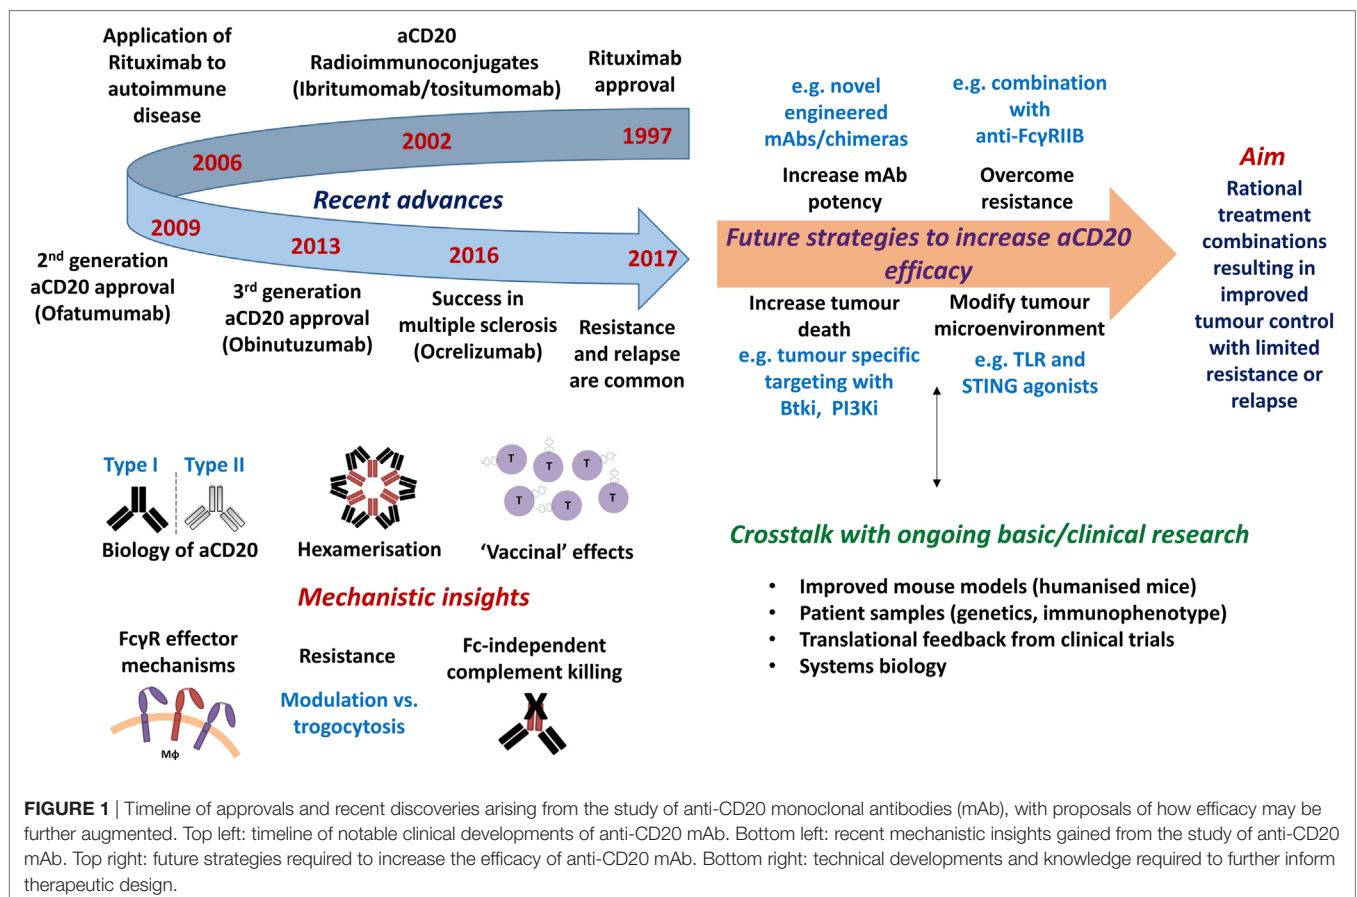 Application of
Rituximab to
autoimmune
disease
aCD20
Radioimmunoconjugates
(Ibritumomab/tositumomab)
Rituximab
approval
2006
2002
1997
Recent advances
2009
2013
2016
2017
2nd generation
aCD20 approval
(Ofatumumab)
3rd generation
aCD20 approval
(Obinutuzumab)
Success in
multiple sclerosis
(Ocrelizumab)
Resistance
and relapse
are common
e.g. novel
engineered
mAbs/chimeras
e.g. combination
with
anti-FcγRIIB
Increase mAb
potency
Overcome
resistance
Future strategies to increase aCD20
efficacy
Increase tumour
death
e.g. tumour specific
targeting with
Btki, PI3Ki
Modify tumour
microenvironment
e.g. TLR and
STING agonists
Aim
Rational
treatment
combinations
resulting in
improved
tumour control
with limited
resistance or
relapse
Type I
Type II
Biology of aCD20
Hexamerisation
T
T
T
T
T
T
‘Vaccinal’ effects
Mechanistic insights
FcγR effector
mechanisms
Mϕ
Resistance
Modulation vs.
trogocytosis
Fc-independent
complement killing
X
Crosstalk with ongoing basic/clinical research
• Improved mouse models (humanised mice)
• Patient samples (genetics, immunophenotype)
• Translational feedback from clinical trials
• Systems biology
FIGURE 1 | Timeline of approvals and recent discoveries arising from the study of anti-CD20 monoclonal antibodies (mAb), with proposals of how efficacy may be
further augmented. Top left: timeline of notable clinical developments of anti-CD20 mAb. Bottom left: recent mechanistic insights gained from the study of anti-CD20
mAb. Top right: future strategies required to increase the efficacy of anti-CD20 mAb. Bottom right: technical developments and knowledge required to further inform
therapeutic design.